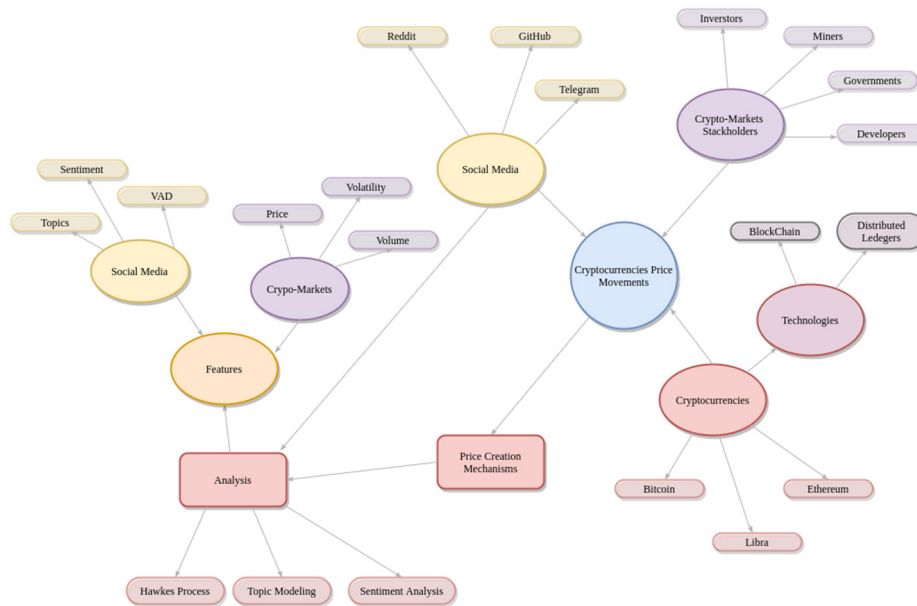 Inverstors
Reddit
GitHub
Miners
Governments
Telegram
Crypto-Markets
Stackholders
Developers
Sentiment
Social Media
VAD
Volatility
Price
Topics
Volume
BlockChain
Distributed
Ledegers
Social Media
Crypo-Markets
Cryptocurrencies Price
Movements
Technologies
Features
Cryptocurrencies
Price Creation
Mechanisms
Analysis
Bitcoin
Ethereum
Libra
Hawkes Process
Topic Modeling
Sentiment Analysis